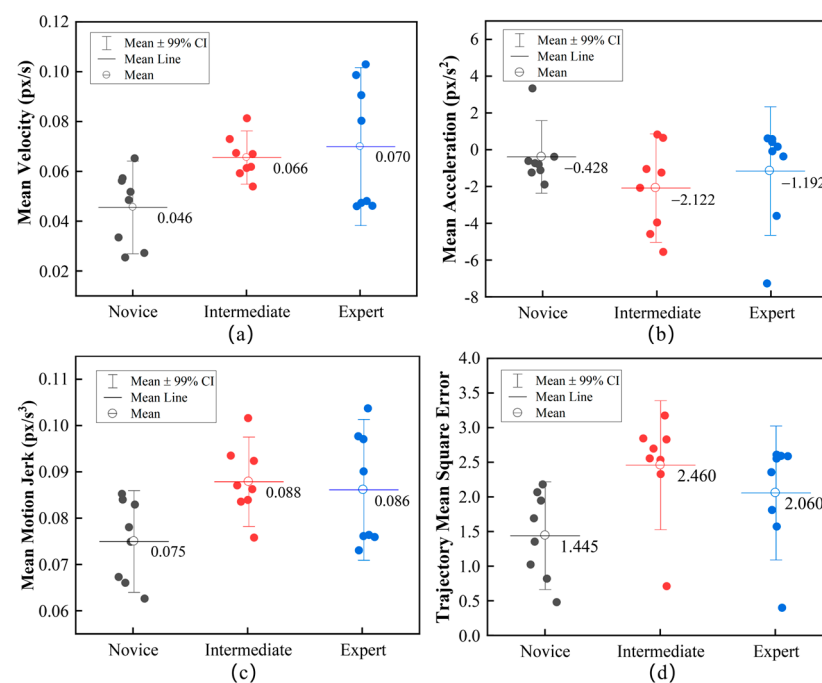 0.12
0.10
0.08
0.06
0.04
0.02
Mean Velocity (px/s)
Mean ± 99% CI
Mean Line
Mean
0.046
0.066
0.070
Novice
Intermediate
Expert
(a)
6
4
2
0
−2
−4
−6
-8
Mean Acceleration (px/s²)
Mean ± 99% CI
Mean Line
Mean
−0.428
−2.122
−1.192
Novice
Intermediate
Expert
(b)
0.11
0.10
0.09
0.08
0.07
0.06
Mean Motion Jerk (px/s³)
Mean ± 99% CI
Mean Line
Mean
0.075
0.088
0.086
Novice
Intermediate
Expert
(c)
4.0
3.5
3.0
2.5
2.0
1.5
1.0
0.5
0.0
Trajectory Mean Square Error
Mean ± 99% CI
Mean Line
Mean
1.445
2.460
2.060
Novice
Intermediate
Expert
(d)